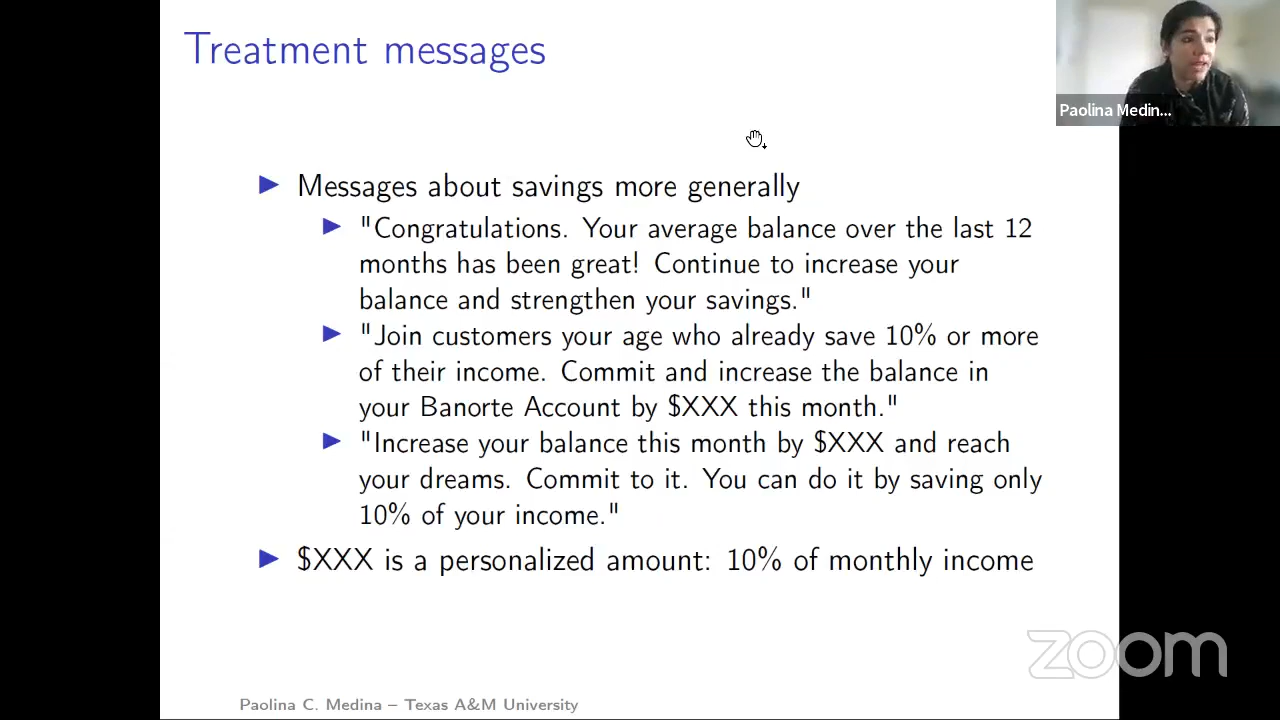 Treatment messages
Paolina Medin...
Messages about savings more generally
"Congratulations. Your average balance over the last 12
months has been great! Continue to increase your
balance and strengthen your savings."
"Join customers your age who already save 10% or more
of their income. Commit and increase the balance in
your Banorte Account by $XXX this month."
"Increase your balance this month by $XXX and reach
your dreams. Commit to it. You can do it by saving only
10% of your income."
$XXX is a personalized amount: 10% of monthly income
zoom
Paolina C. Medina – Texas A&M University